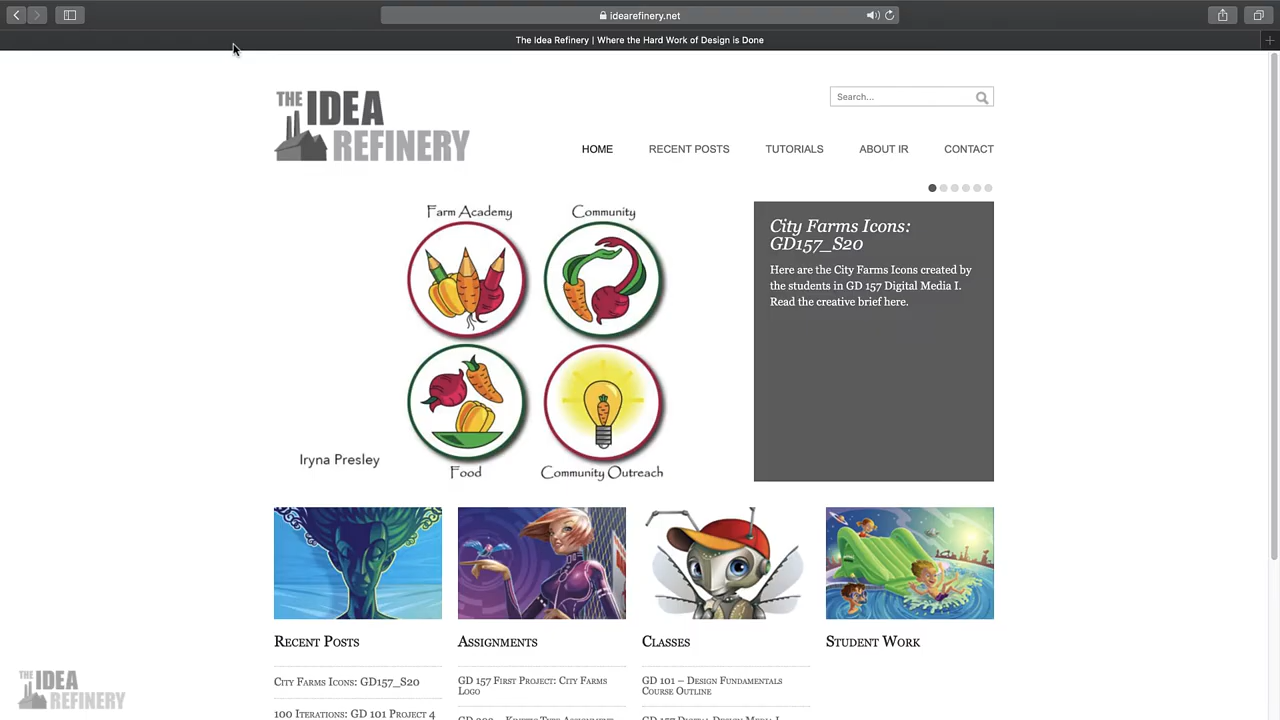 idearefinery.net
The Idea Refinery | Where the Hard Work of Design is Done
THE IDEA
REFINERY
Search...
HOME
RECENT POSTS
TUTORIALS
ABOUT IR
CONTACT
Farm Academy
Community
Food
Community Outreach
Iryna Presley
City Farms Icons:
GD157_S20
Here are the City Farms Icons created by
the students in GD 157 Digital Media I.
Read the creative brief here.
RECENT POSTS
CITY FARMS ICONS: GD157_S20
100 ITERATIONS: GD 101 PROJECT 4
ASSIGNMENTS
GD 157 FIRST PROJECT: CITY FARMS
LOGO
CLASSES
GD 101 – DESIGN FUNDAMENTALS
COURSE OUTLINE
STUDENT WORK
THE IDEA
REFINERY